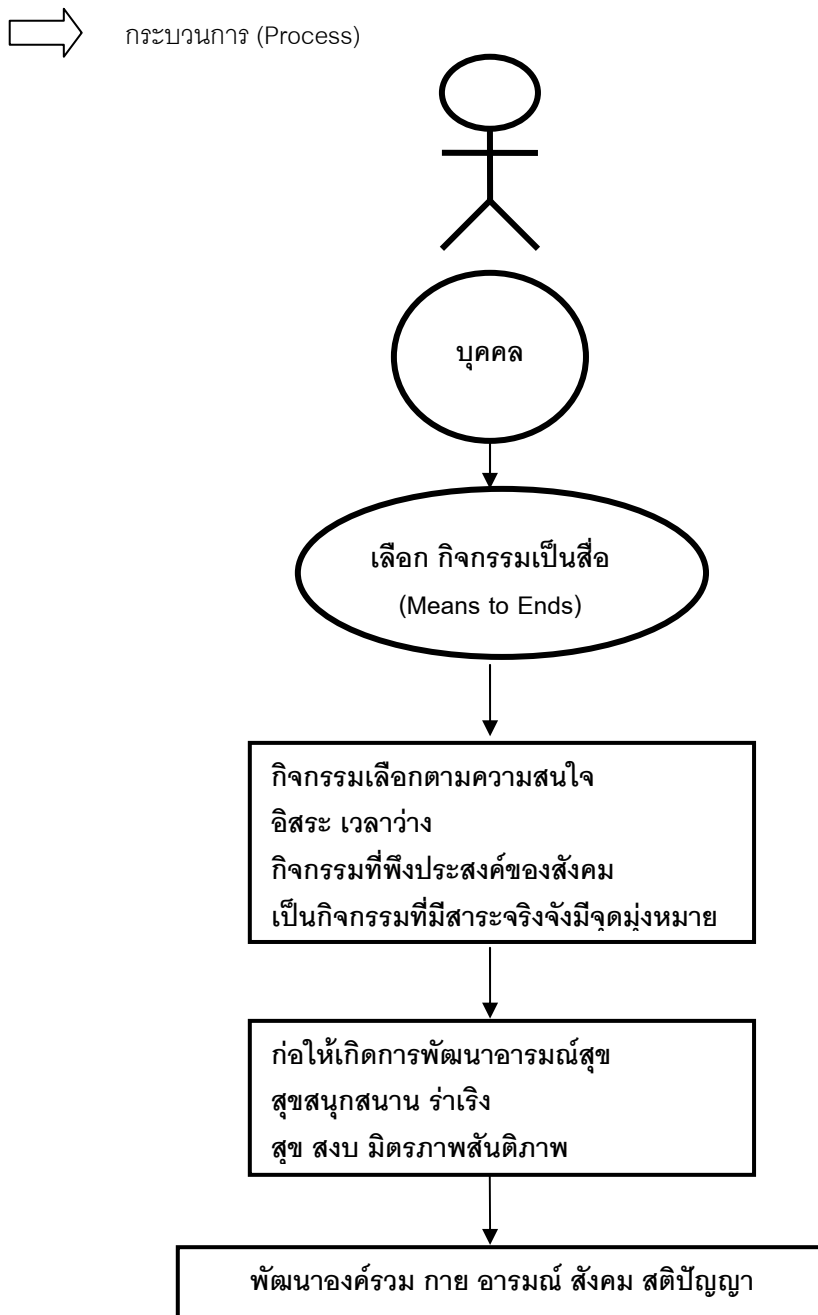 กระบวนการ (Process)
บุคคล
เลือก กิจกรรมเป็นสื่อ
(Means to Ends)
กิจกรรมเลือกตามความสนใจ
อิสระ เวลาว่าง
กิจกรรมที่พึงประสงค์ของสังคม
เป็นกิจกรรมที่มีสาระจริงจังมีจุดมุ่งหมาย
ก่อให้เกิดการพัฒนาอารมณ์สุข
สุขสนุกสนาน ร่าเริง
สุข สงบ มิตรภาพสันติภาพ
พัฒนาองค์รวม กาย อารมณ์ สังคม สติปัญญา